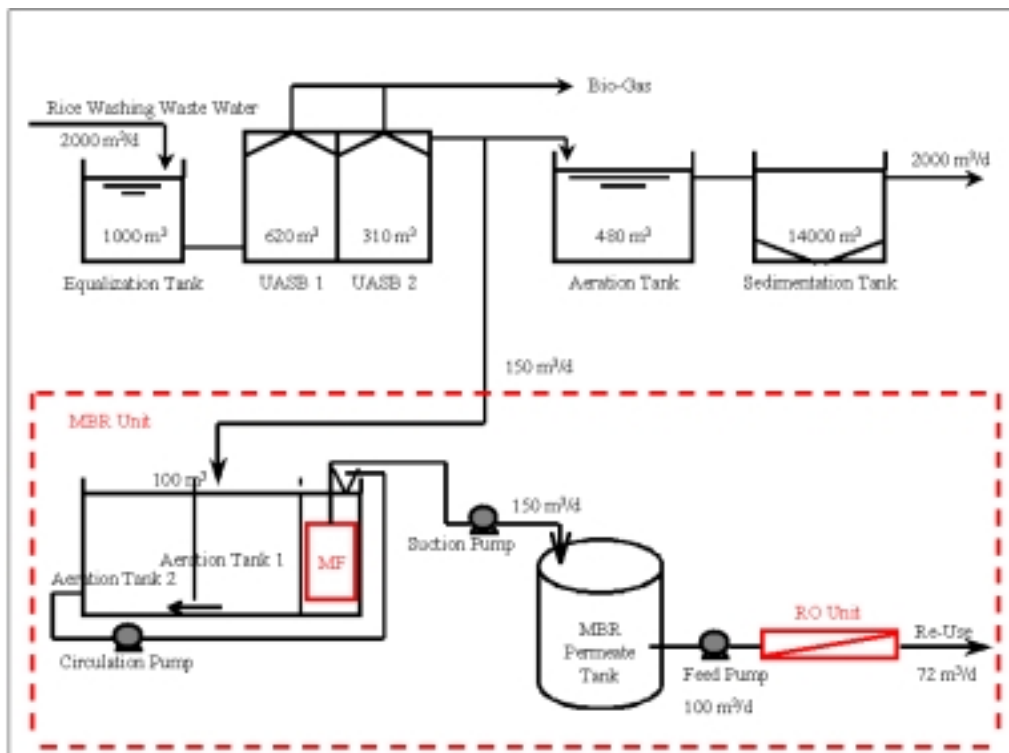 Bio-Gas
Rice Washing Waste Water
2000 m³/d
2000 m³/d
1000 m³
620 m³
310 m³
480 m³
14000 m³
Equalization Tank
UASB 1
UASB 2
Aeration Tank
Sedimentation Tank
150 m³/d
MBR Unit
100 m³
150 m³/d
Suction Pump
Aeration Tank 1
MF
Aeration Tank 2
RO Unit
MBR
Permeate
Tank
Re-Use
Circulation Pump
Feed Pump
72 m³/d
100 m³/d